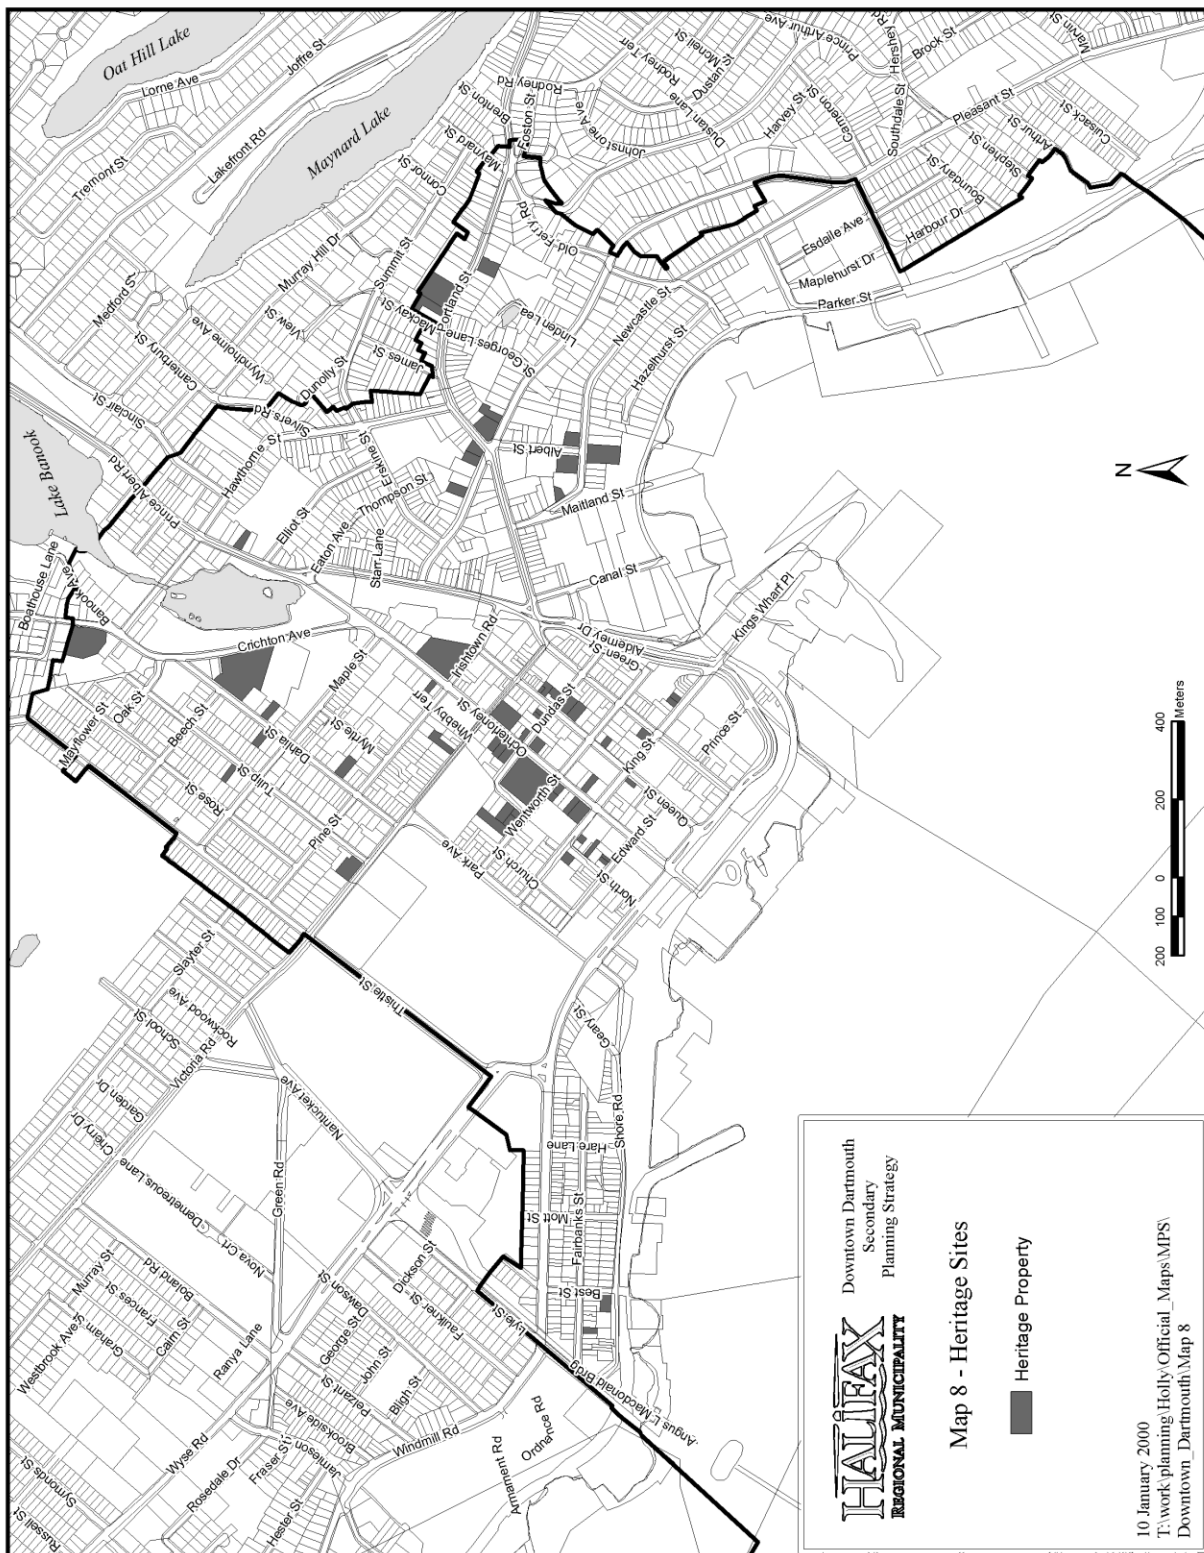 Oat Hill Lake
Lorne Ave
Joffre St
Lakefront Rd
Tremont St
Maynard Lake
Brenton St
Rodney Rd
Foston St
Maynard St
Connor St
Rodney Terr
Mcneil St
Dustan St
Prince Arthur Ave
Hershey Rd
Brock St
Marvin St
Johnstone Ave
Dustan Lane
Harvey St
Cameron St
Southdale St
Pleasant St
Cusack St
Arthur St
Stephen St
Boundary St
Harbour Dr
Esdaile Ave
Maplehurst Dr
Parker St
Old Ferry Rd
Medford St
Murray Hill Dr
Summit St
View St
Wyndholme Ave
Canterbury St
Sinclair St
Dunolly St
Mackay St
James St
Portland St
St.Georges Lane
Linden Lea
Newcastle St
Hazelhurst St
Silvers Rd
Hawthorne St
Erskine St
Thompson St
Elliot St
Eaton Ave
Starr Lane
Albert St
Maitland St
Canal St
Lake Banook
Prince Albert Rd
Boathouse Lane
Banook Ave
Crichton Ave
Irishtown Rd
Alderney Dr
Green St
Kings Wharf Pl
Mayflower St
Oak St
Beech St
Maple St
Myrtle St
Whebby Terr
Ochterloney St
Dundas St
King St
Prince St
Dahlia St
Tulip St
Rose St
Pine St
Wentworth St
Queen St
Edward St
Church St
North St
Park Ave
Slayter St
Rockwood Ave
School St
Victoria Rd
Thistle St
Garden Dr
Cherry Dr
Nantucket Ave
Green Rd
Geary St
Shore Rd
Hare Lane
Mott St
Fairbanks St
Best St
Demetreous Lane
Nova Crt
Murray St
Boland Rd
Frances St
Graham St
Cairn St
Westbrook Ave
Ranya Lane
Dickson St
Dawson St
Faulkner St
George St
John St
Pelzant St
Bligh St
Lyle St
Brookside Ave
Jamieson St
Windmill Rd
Wyse Rd
Rosedale Dr
Fraser St
Hester St
Symonds St
Russell St
Armament Rd
Ordnance Rd
Angus L Macdonald Brdg
N
200 100 0 200 400
Meters
HALIFAX
REGIONAL MUNICIPALITY
Downtown Dartmouth
Secondary
Planning Strategy
Map 8 - Heritage Sites
Heritage Property
10 January 2000
T:\work\planning\Holly\Official_Maps\MPS\
Downtown_Dartmouth\Map 8